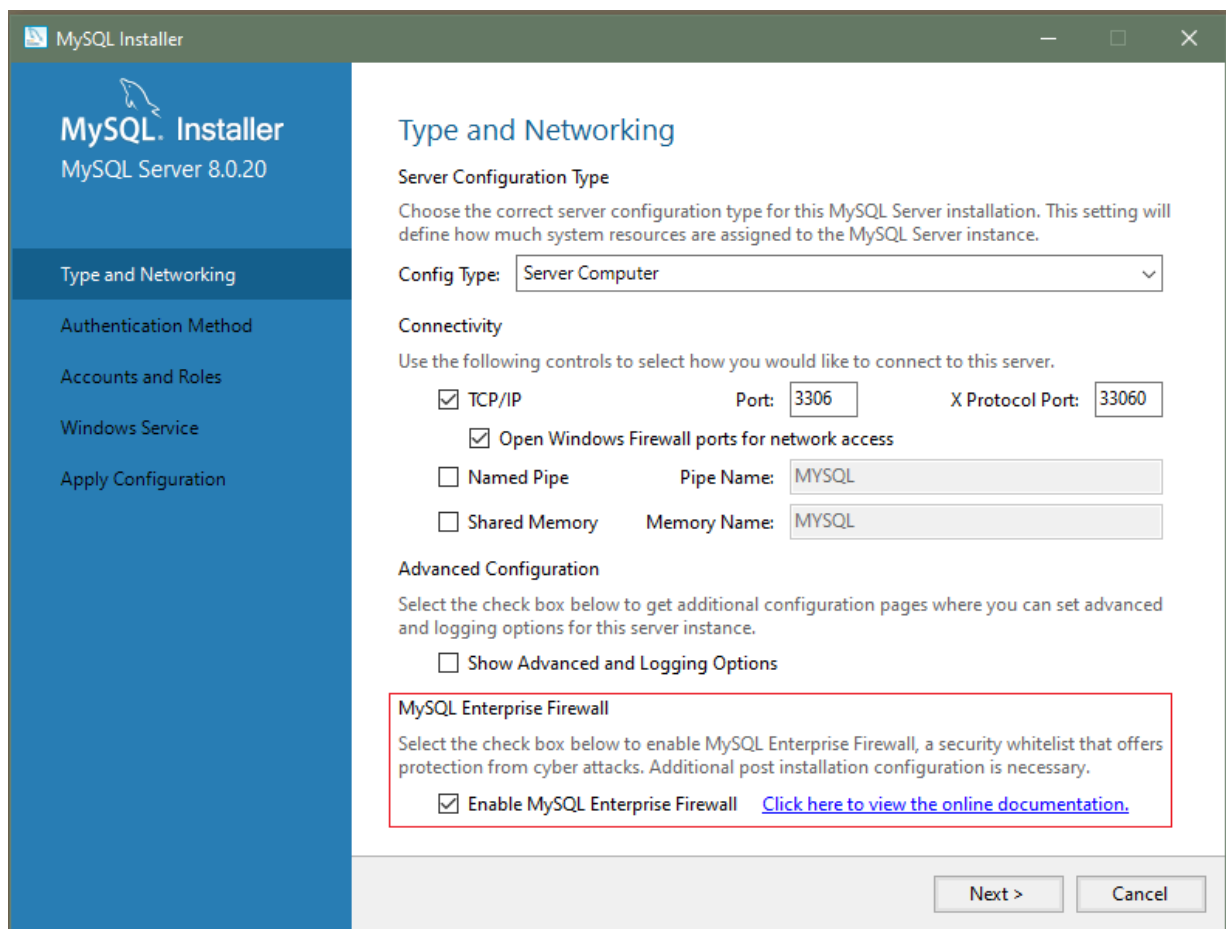 MySQL Installer
MySQL. Installer
MySQL Server 8.0.20
Type and Networking
Authentication Method
Accounts and Roles
Windows Service
Apply Configuration
Type and Networking
Server Configuration Type
Choose the correct server configuration type for this MySQL Server installation. This setting will
define how much system resources are assigned to the MySQL Server instance.
Config Type: Server Computer
Connectivity
Use the following controls to select how you would like to connect to this server.
TCP/IP Port: 3306 X Protocol Port: 33060
Open Windows Firewall ports for network access
Named Pipe Pipe Name: MYSQL
Shared Memory Memory Name: MYSQL
Advanced Configuration
Select the check box below to get additional configuration pages where you can set advanced
and logging options for this server instance.
Show Advanced and Logging Options
MySQL Enterprise Firewall
Select the check box below to enable MySQL Enterprise Firewall, a security whitelist that offers
protection from cyber attacks. Additional post installation configuration is necessary.
Enable MySQL Enterprise Firewall Click here to view the online documentation.
Next > Cancel